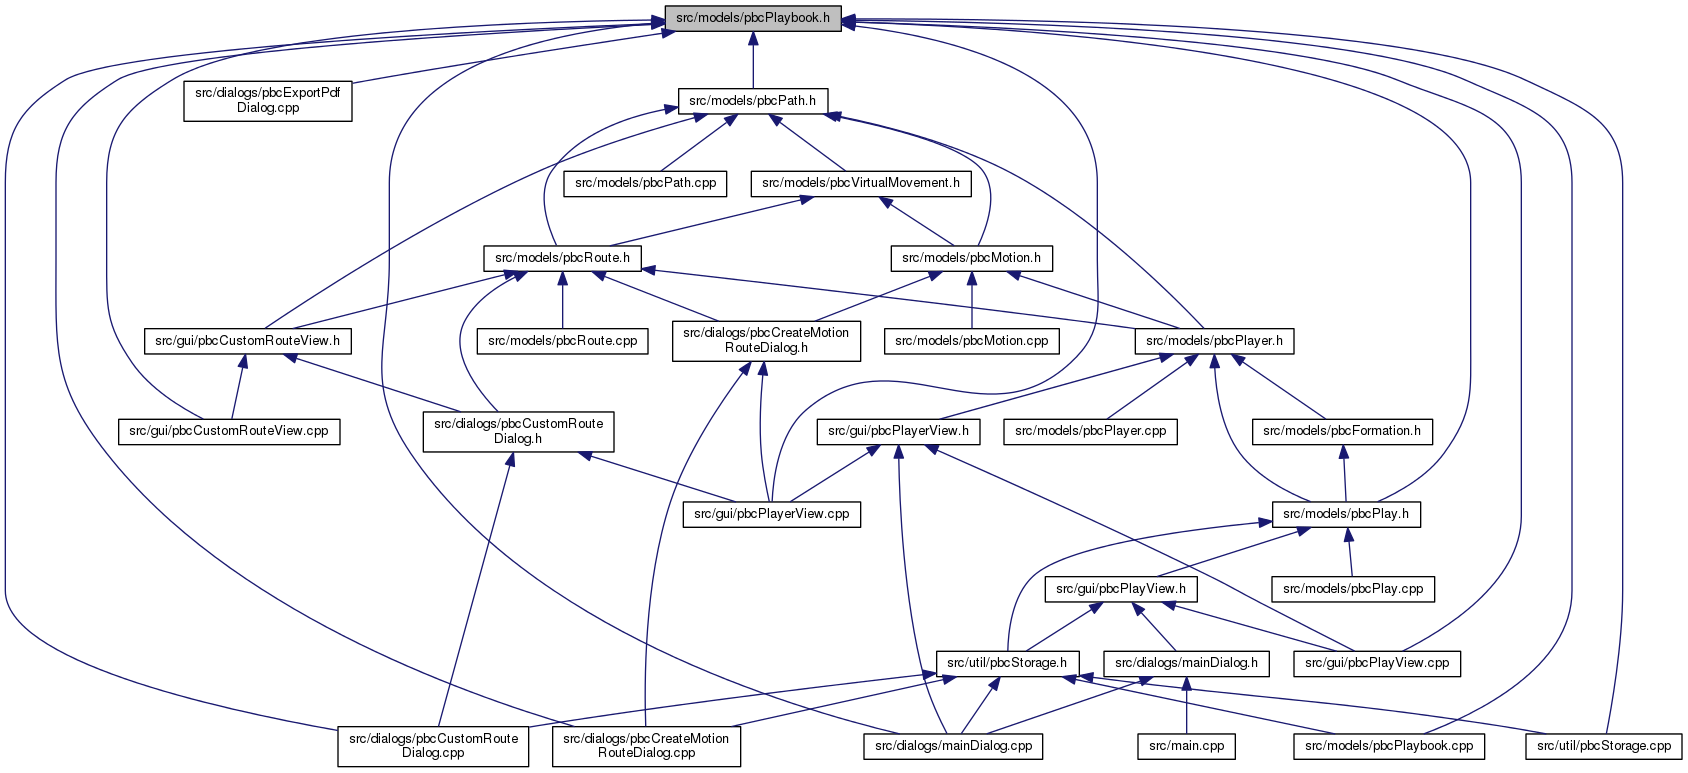 src/models/pbcPlaybook.h
src/dialogs/pbcExportPdf
Dialog.cpp
src/models/pbcPath.h
src/models/pbcPath.cpp
src/models/pbcVirtualMovement.h
src/models/pbcRoute.h
src/models/pbcMotion.h
src/gui/pbcCustomRouteView.h
src/models/pbcRoute.cpp
src/dialogs/pbcCreateMotion
RouteDialog.h
src/models/pbcMotion.cpp
src/models/pbcPlayer.h
src/gui/pbcCustomRouteView.cpp
src/dialogs/pbcCustomRoute
Dialog.h
src/gui/pbcPlayerView.h
src/models/pbcPlayer.cpp
src/models/pbcFormation.h
src/gui/pbcPlayerView.cpp
src/models/pbcPlay.h
src/gui/pbcPlayView.h
src/models/pbcPlay.cpp
src/util/pbcStorage.h
src/dialogs/mainDialog.h
src/gui/pbcPlayView.cpp
src/dialogs/pbcCustomRoute
Dialog.cpp
src/dialogs/pbcCreateMotion
RouteDialog.cpp
src/dialogs/mainDialog.cpp
src/main.cpp
src/models/pbcPlaybook.cpp
src/util/pbcStorage.cpp